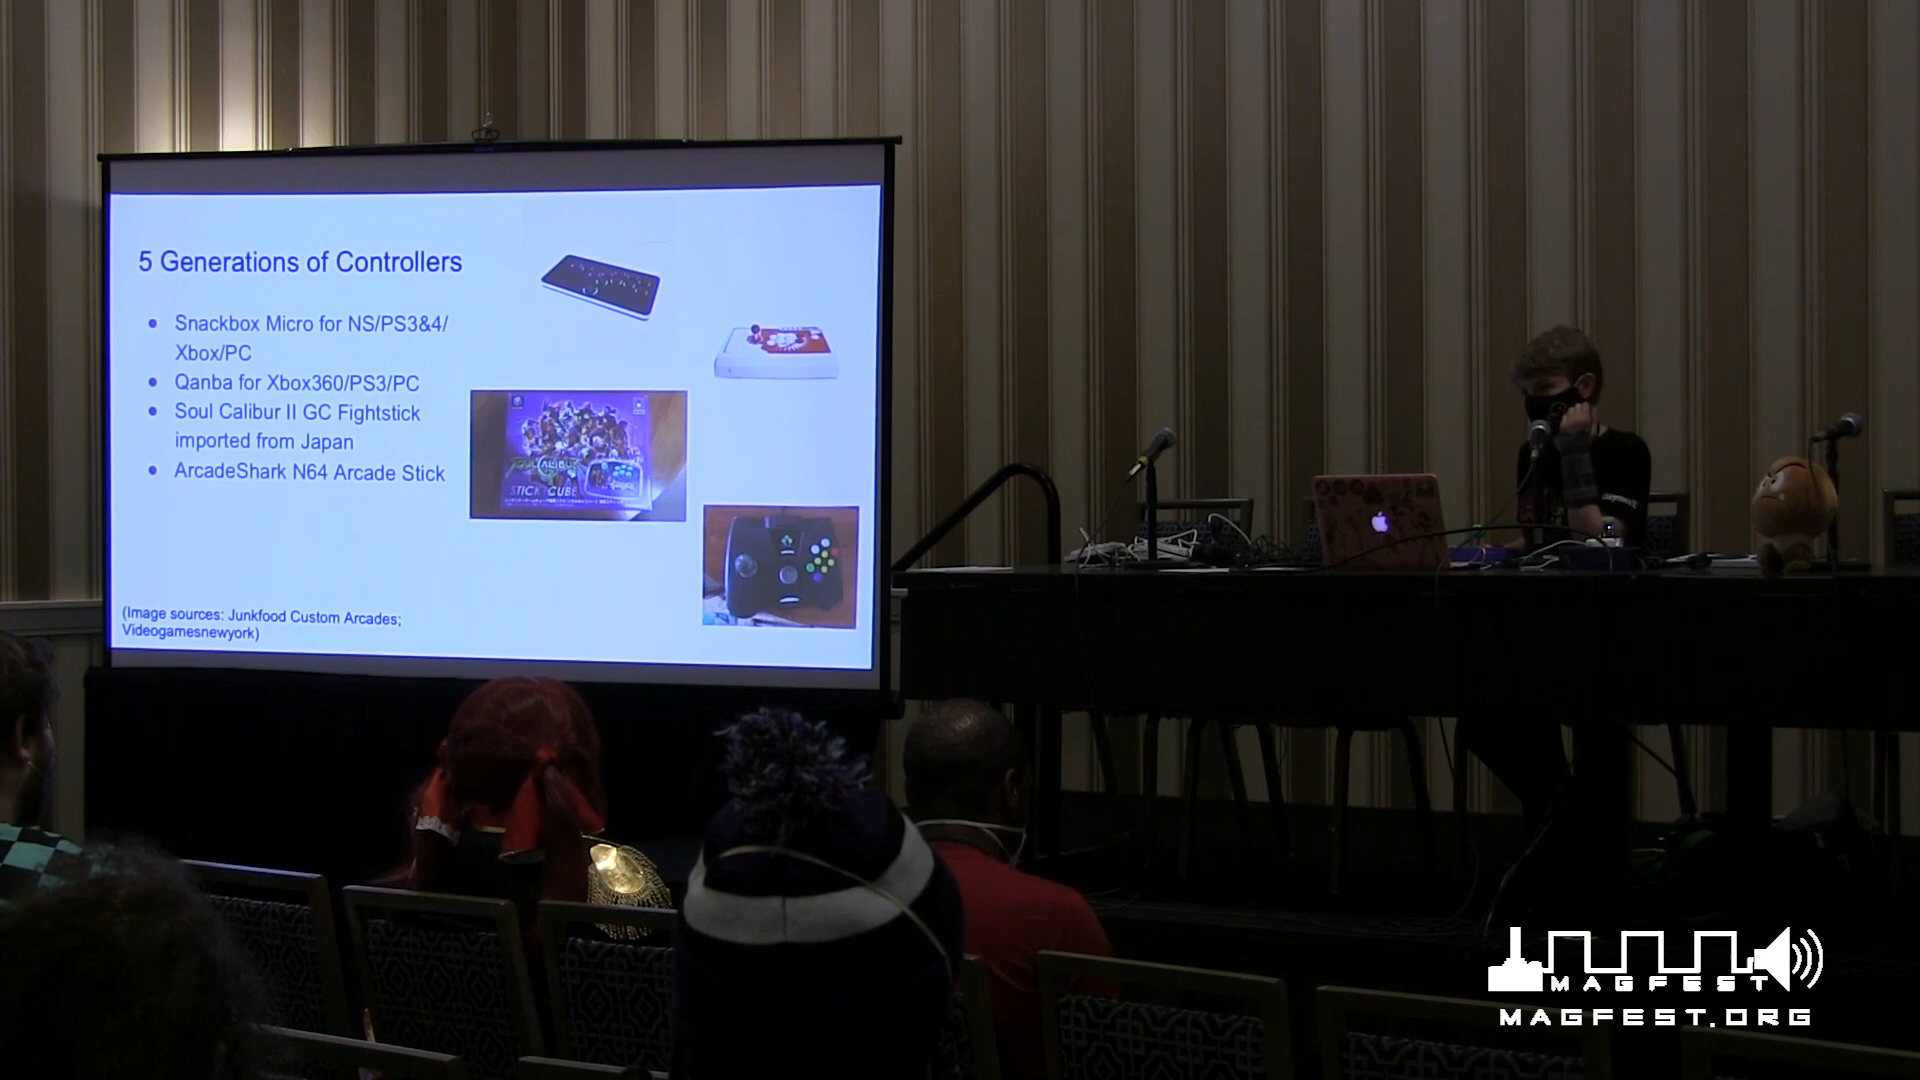 5 Generations of Controllers
• Snackbox Micro for NS/PS3&4/
Xbox/PC
• Qanba for Xbox360/PS3/PC
• Soul Calibur II GC Fightstick
imported from Japan
• ArcadeShark N64 Arcade Stick
SOULCALIBUR
STICK CUBE
(Image sources: Junkfood Custom Arcades;
Videogamesnewyork)
MAGFEST
MAGFEST.ORG